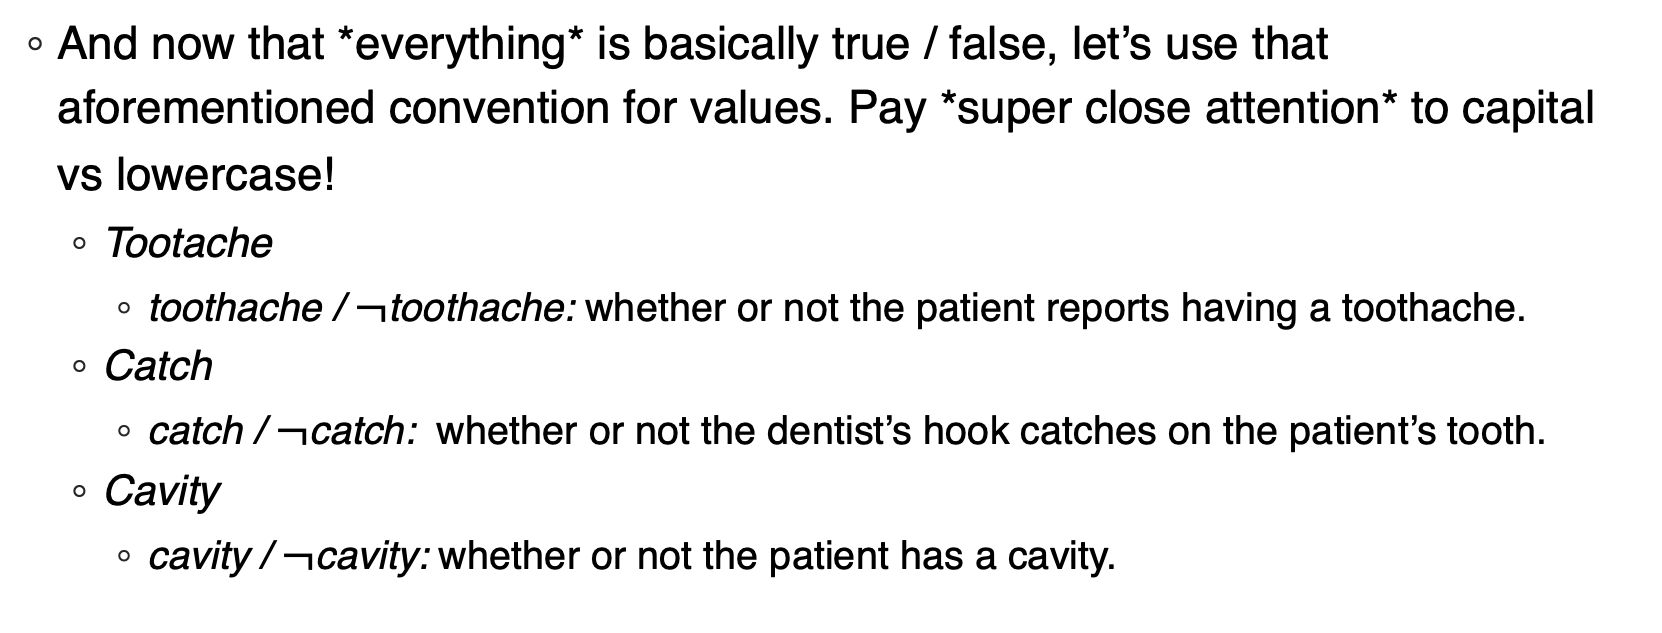 ◦ And now that *everything* is basically true / false, let’s use that
aforementioned convention for values. Pay *super close attention* to capital
vs lowercase!
◦ Tootache
◦ toothache / ¬toothache: whether or not the patient reports having a toothache.
◦ Catch
◦ catch / ¬catch: whether or not the dentist’s hook catches on the patient’s tooth.
◦ Cavity
◦ cavity / ¬cavity: whether or not the patient has a cavity.